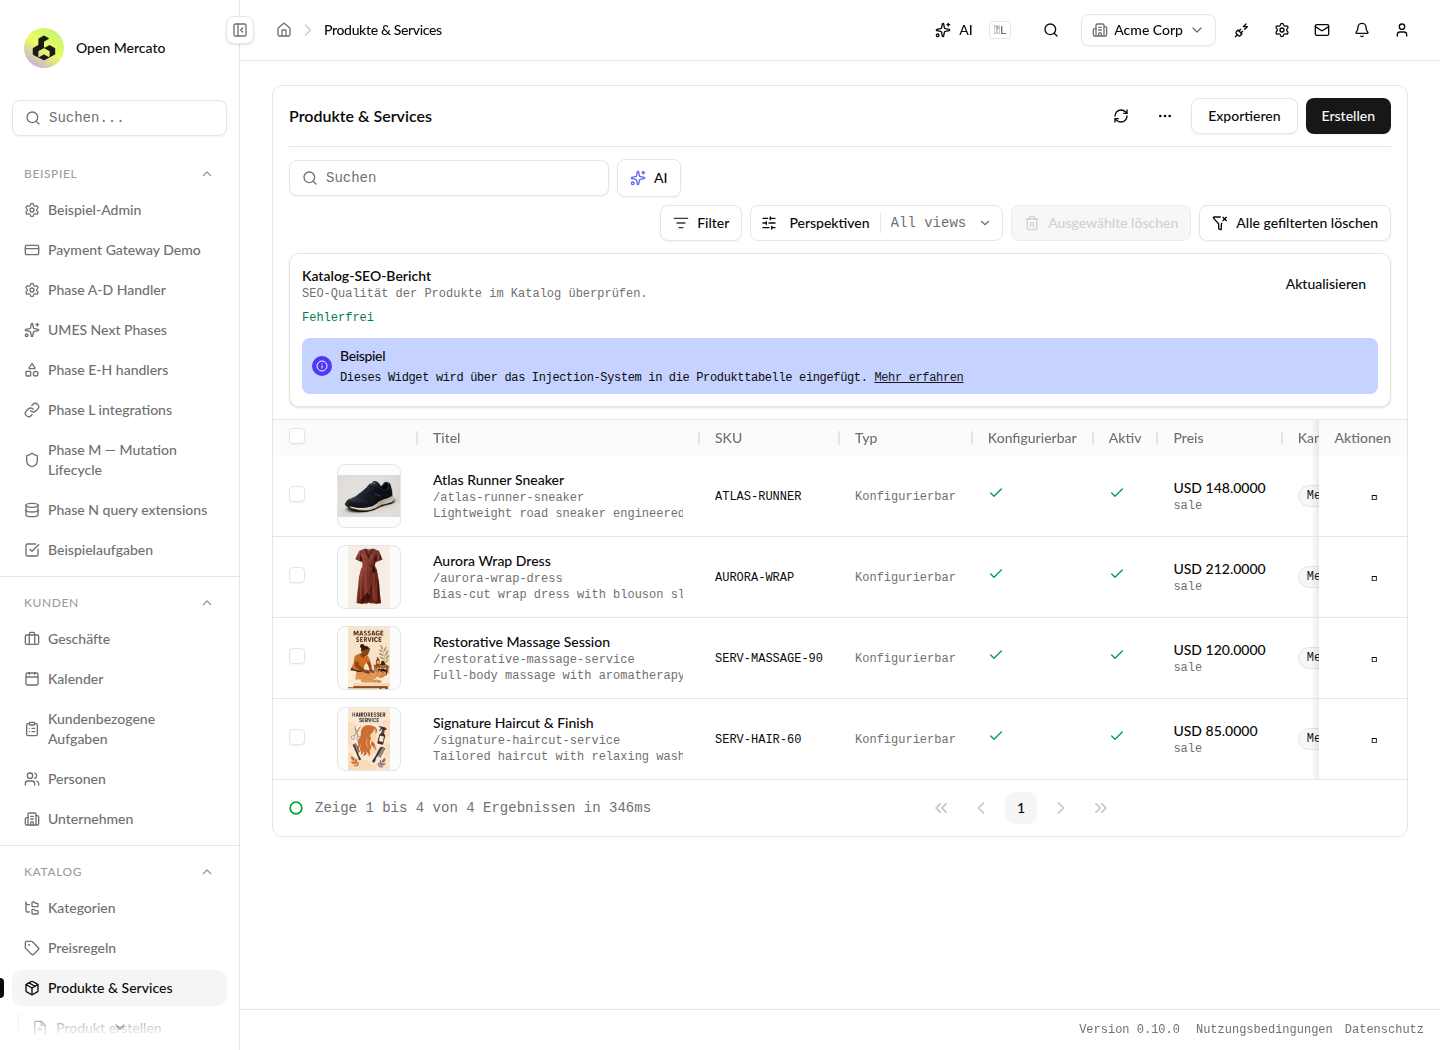 Open Mercato
Suchen...
BEISPIEL
Beispiel-Admin
Payment Gateway Demo
Phase A-D Handler
UMES Next Phases
Phase E-H handlers
Phase L integrations
Phase M — Mutation
Lifecycle
Phase N query extensions
Beispielaufgaben
KUNDEN
Geschäfte
Kalender
Kundenbezogene
Aufgaben
Personen
Unternehmen
KATALOG
Kategorien
Preisregeln
Produkte & Services
Produkt erstellen
Produkte & Services
AI
L
Acme Corp
Produkte & Services
Exportieren
Erstellen
Suchen
AI
Filter
Perspektiven
All views
Ausgewählte löschen
Alle gefilterten löschen
Katalog-SEO-Bericht
SEO-Qualität der Produkte im Katalog überprüfen.
Aktualisieren
Fehlerfrei
Beispiel
Dieses Widget wird über das Injection-System in die Produkttabelle eingefügt. Mehr erfahren
Titel SKU Typ Konfigurierbar Aktiv Preis Kar Aktionen
Atlas Runner Sneaker
/atlas-runner-sneaker
Lightweight road sneaker engineered
ATLAS-RUNNER
Konfigurierbar
USD 148.0000
sale
Me
Aurora Wrap Dress
/aurora-wrap-dress
Bias-cut wrap dress with blouson sl
AURORA-WRAP
Konfigurierbar
USD 212.0000
sale
Me
MASSAGE
SERVICE
Restorative Massage Session
/restorative-massage-service
Full-body massage with aromatherapy
SERV-MASSAGE-90
Konfigurierbar
USD 120.0000
sale
Me
HAIRDRESSER
SERVICE
Signature Haircut & Finish
/signature-haircut-service
Tailored haircut with relaxing wash
SERV-HAIR-60
Konfigurierbar
USD 85.0000
sale
Me
Zeige 1 bis 4 von 4 Ergebnissen in 346ms
1
Version 0.10.0 Nutzungsbedingungen Datenschutz